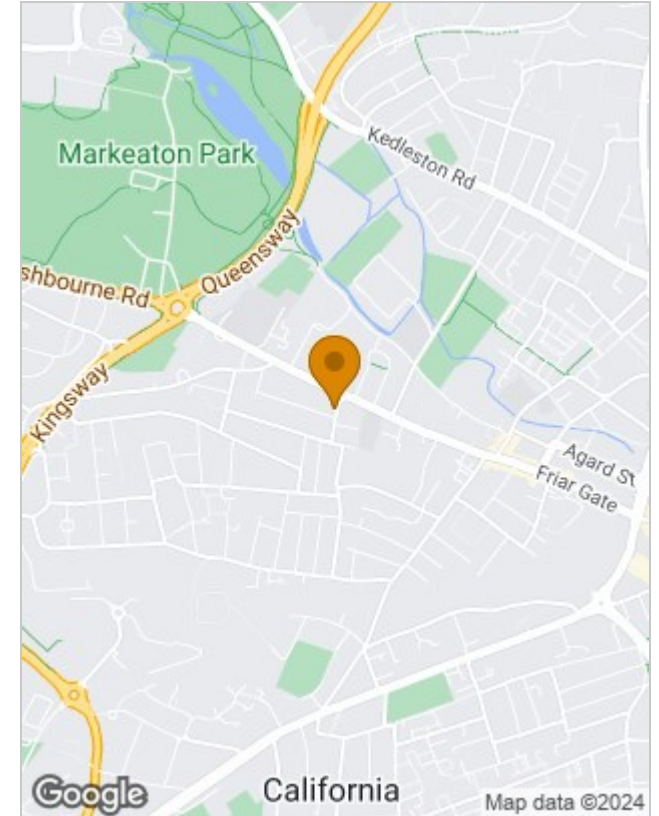 Kedleston Rd
Markeaton Park
Queensway
shbourne Rd
Kingsway
Agard St
Friar Gate
California
Google
Map data ©2024